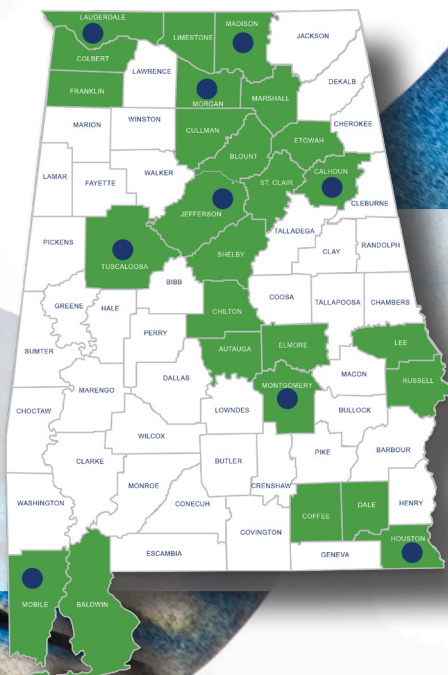 LAUDERDALE
LIMESTONE
MADISON
JACKSON
COLBERT
LAWRENCE
FRANKLIN
MORGAN
MARSHALL
DEKALB
MARION
WINSTON
CULLMAN
CHEROKEE
ETOWAH
BLOUNT
LAMAR
FAYETTE
WALKER
ST. CLAIR
CALHOUN
CLEBURNE
JEFFERSON
PICKENS
TUSCALOOSA
TALLADEGA
CLAY
RANDOLPH
SHELBY
BIBB
GREENE
HALE
COOSA
TALLAPOOSA
CHAMBERS
CHILTON
PERRY
SUMTER
AUTAUGA
ELMORE
LEE
MACON
RUSSELL
DALLAS
MARENGO
MONTGOMERY
CHOCTAW
LOWNDES
BULLOCK
WILCOX
CLARKE
BUTLER
PIKE
BARBOUR
MONROE
CRENSHAW
WASHINGTON
CONECUH
COFFEE
DALE
HENRY
COVINGTON
HOUSTON
ESCAMBIA
GENEVA
MOBILE
BALDWIN